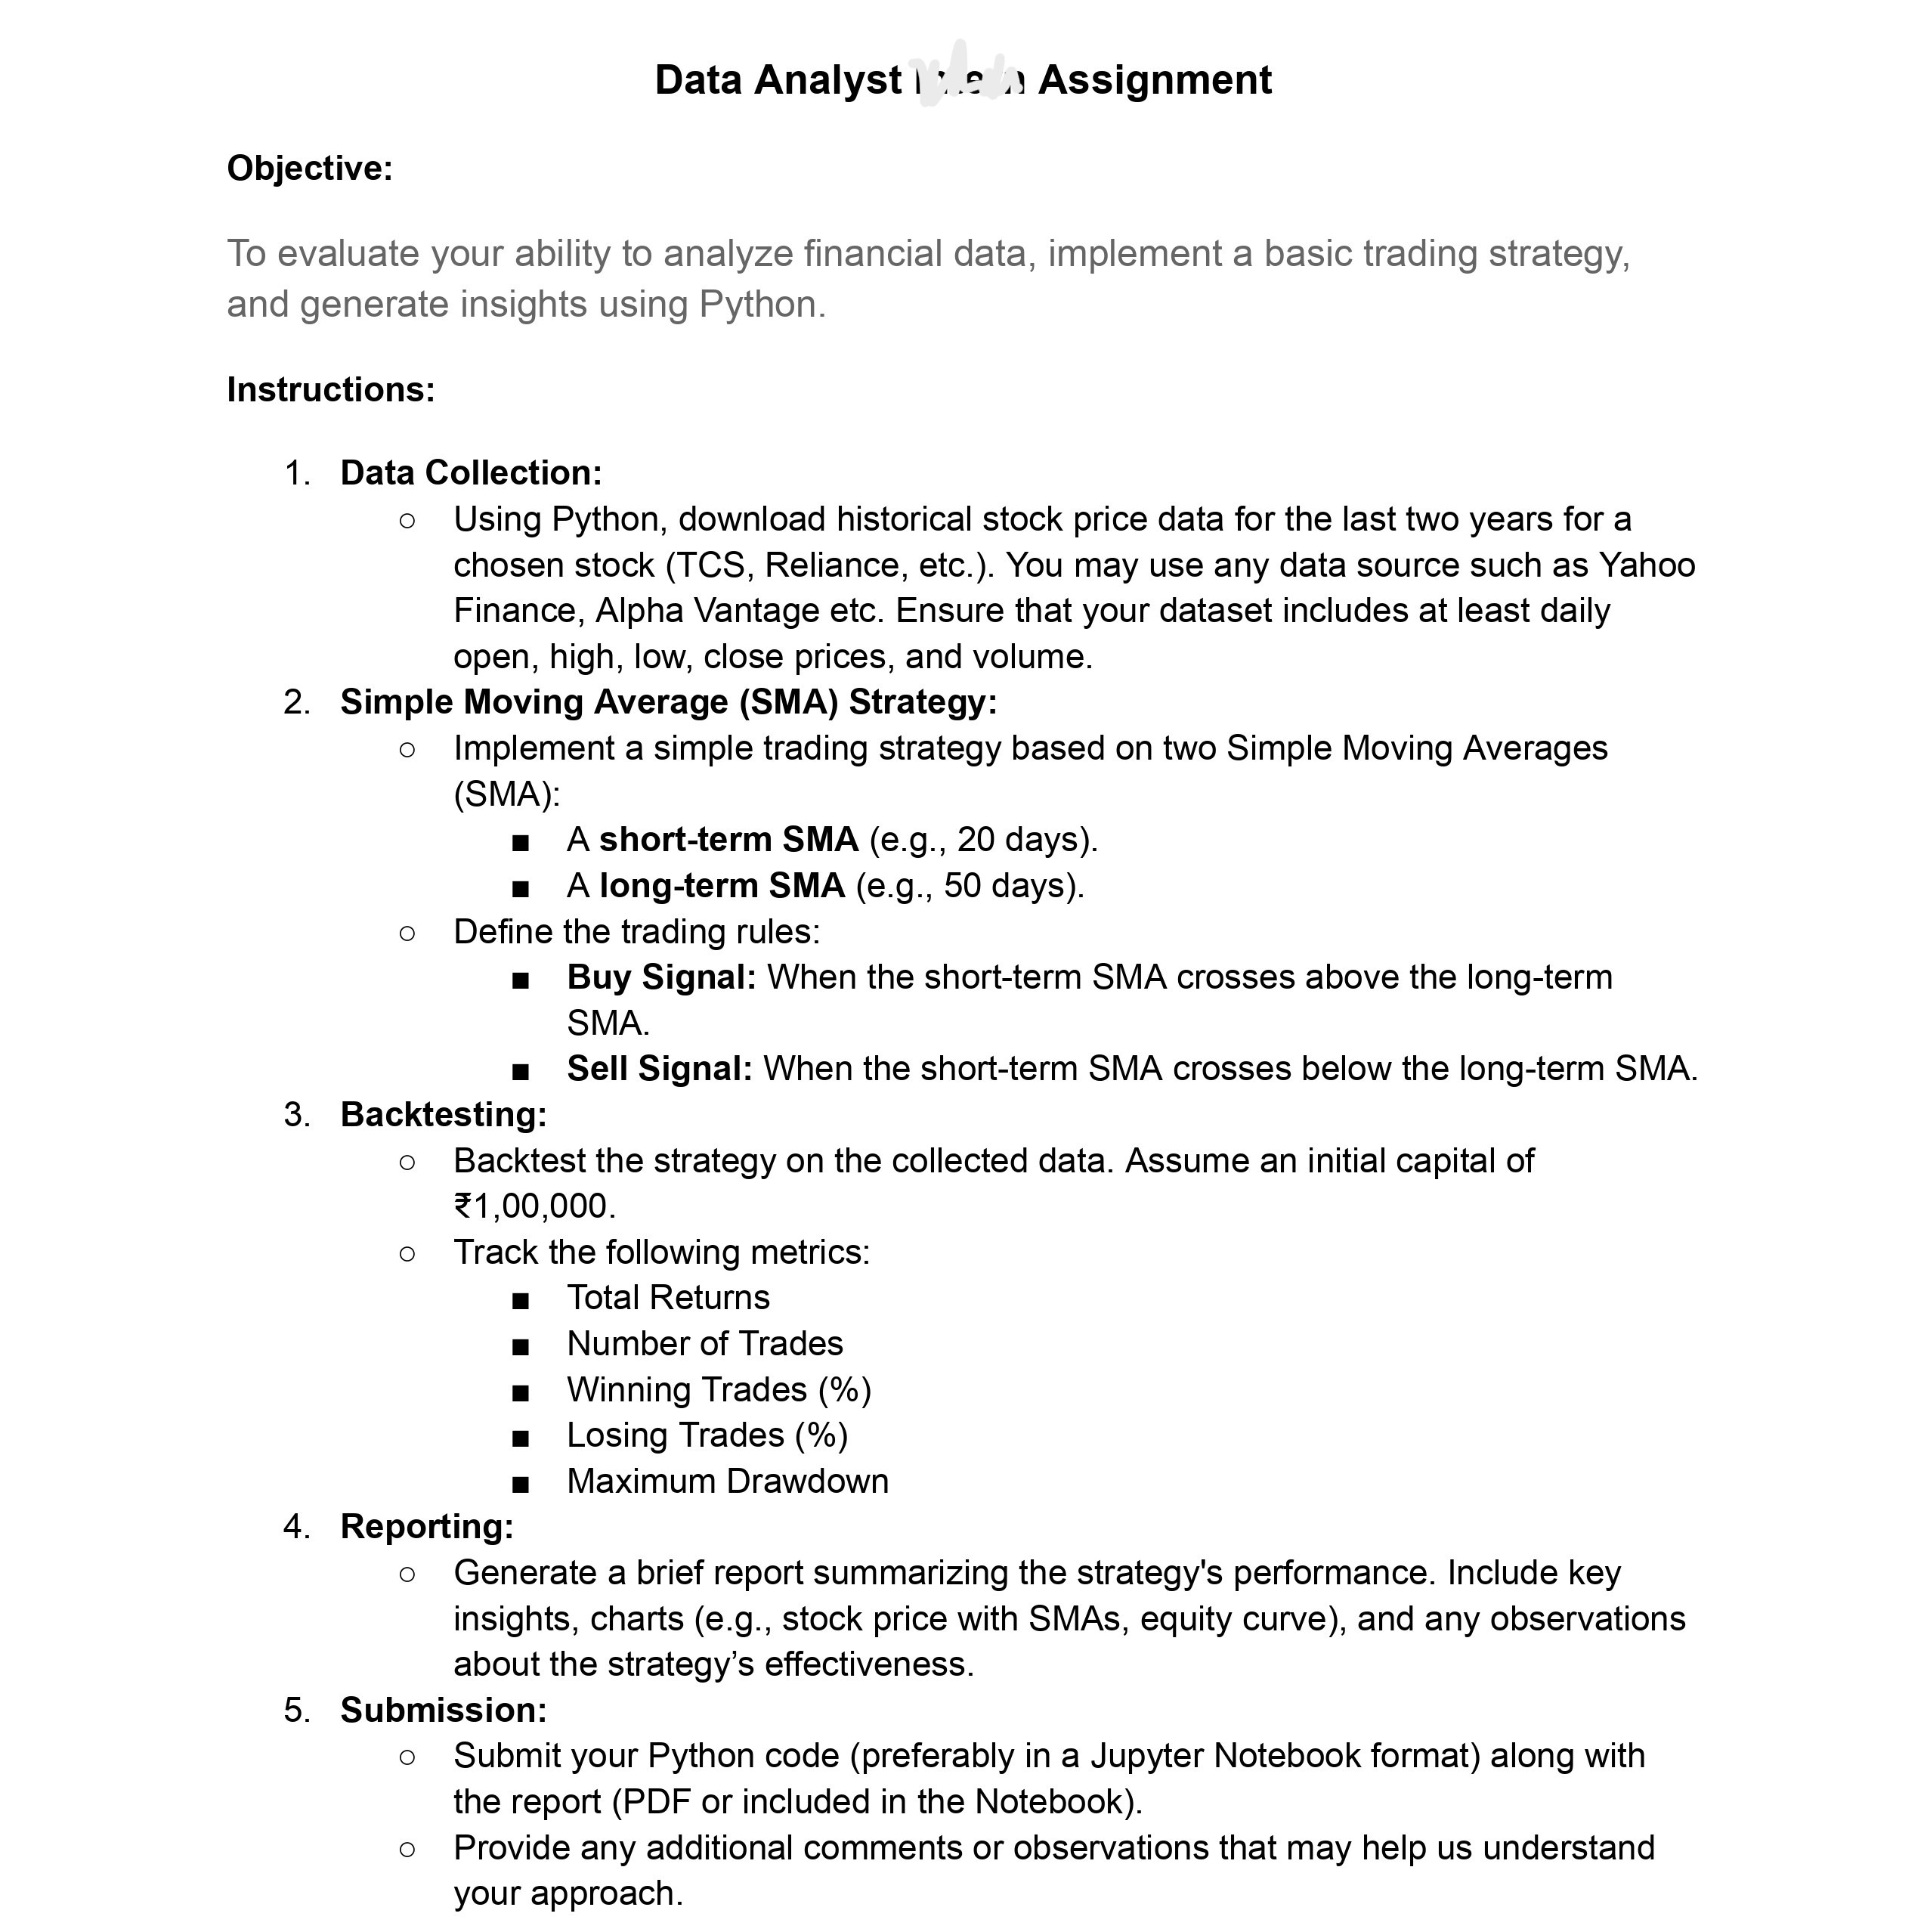 Data Analyst Assignment
Objective:
To evaluate your ability to analyze financial data, implement a basic trading strategy,
and generate insights using Python.
Instructions:
1. Data Collection:
○ Using Python, download historical stock price data for the last two years for a
chosen stock (TCS, Reliance, etc.). You may use any data source such as Yahoo
Finance, Alpha Vantage etc. Ensure that your dataset includes at least daily
open, high, low, close prices, and volume.
2. Simple Moving Average (SMA) Strategy:
○ Implement a simple trading strategy based on two Simple Moving Averages
(SMA):
■ A short-term SMA (e.g., 20 days).
■ A long-term SMA (e.g., 50 days).
○ Define the trading rules:
■ Buy Signal: When the short-term SMA crosses above the long-term
SMA.
■ Sell Signal: When the short-term SMA crosses below the long-term SMA.
3. Backtesting:
○ Backtest the strategy on the collected data. Assume an initial capital of
₹1,00,000.
○ Track the following metrics:
■ Total Returns
■ Number of Trades
■ Winning Trades (%)
■ Losing Trades (%)
■ Maximum Drawdown
4. Reporting:
○ Generate a brief report summarizing the strategy's performance. Include key
insights, charts (e.g., stock price with SMAs, equity curve), and any observations
about the strategy’s effectiveness.
5. Submission:
○ Submit your Python code (preferably in a Jupyter Notebook format) along with
the report (PDF or included in the Notebook).
○ Provide any additional comments or observations that may help us understand
your approach.